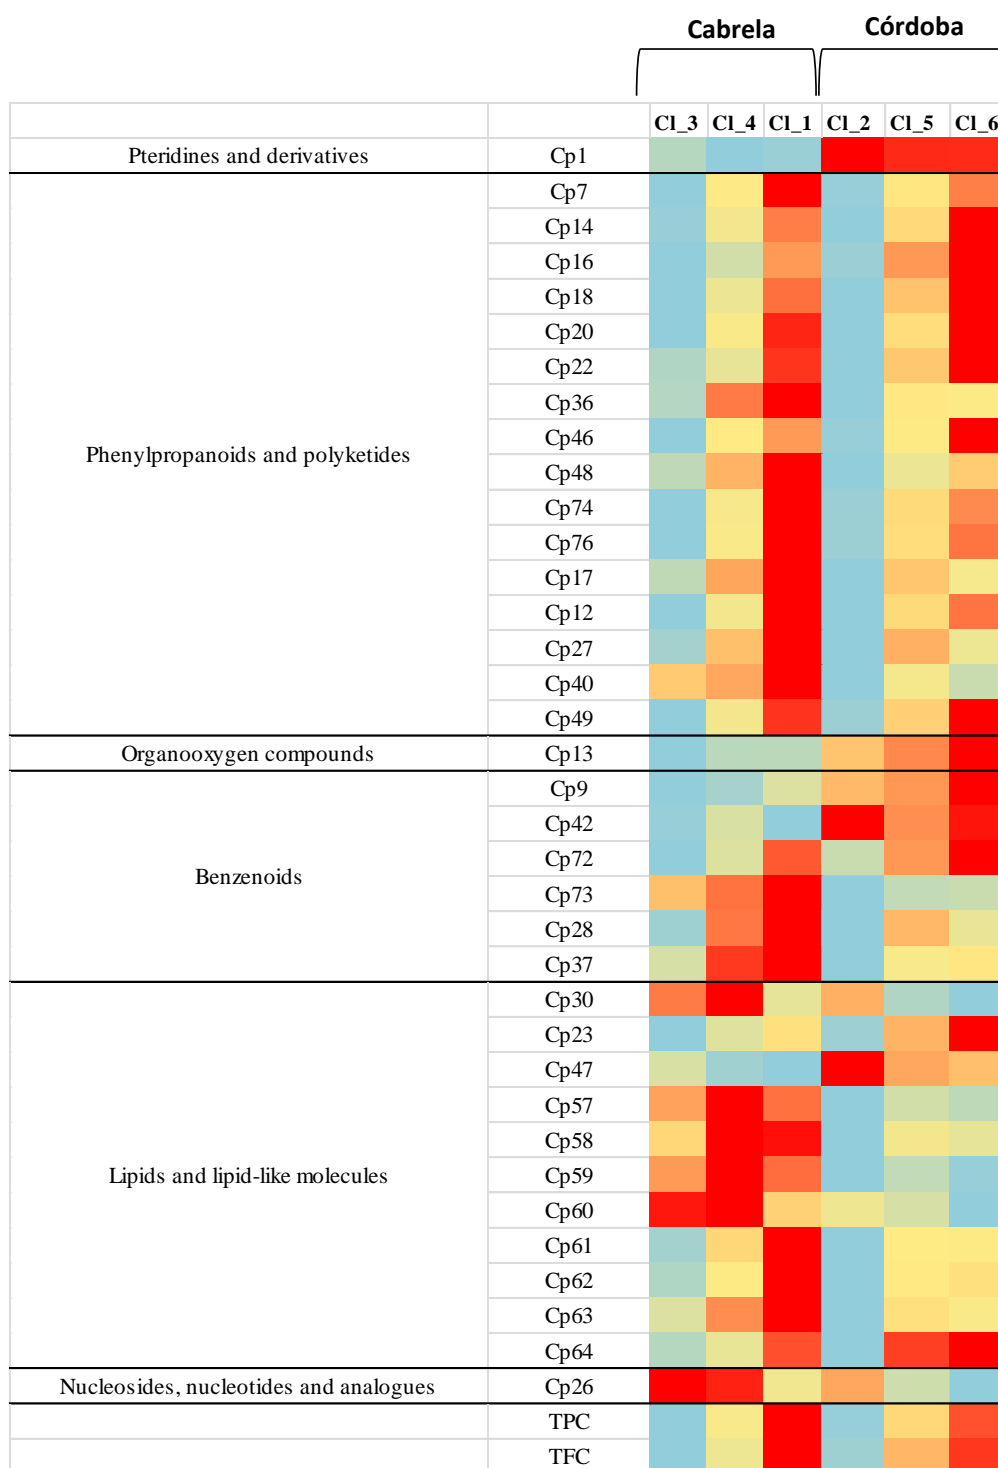 Cabrela Córdoba
Cl_3 Cl_4 Cl_1 Cl_2 Cl_5 Cl_6
Pteridines and derivatives Cp1
Cp7
Cp14
Cp16
Cp18
Cp20
Cp22
Cp36
Cp46
Phenylpropanoids and polyketides
Cp48
Cp74
Cp76
Cp17
Cp12
Cp27
Cp40
Cp49
Organooxygen compounds Cp13
Cp9
Cp42
Cp72
Benzenoids
Cp73
Cp28
Cp37
Cp30
Cp23
Cp47
Cp57
Cp58
Lipids and lipid-like molecules Cp59
Cp60
Cp61
Cp62
Cp63
Cp64
Nucleosides, nucleotides and analogues Cp26
TPC
TFC